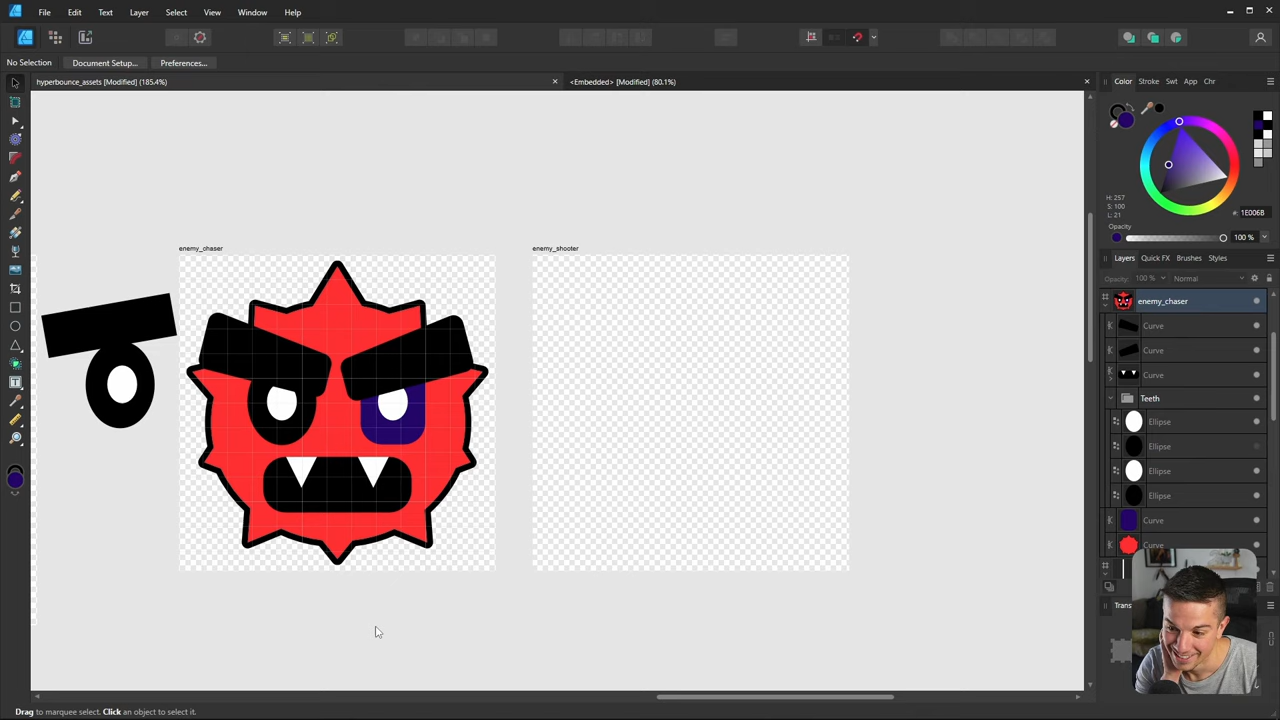 File Edit Text Layer Select View Window Help
No Selection Document Setup... Preferences...
hyperbounce_assets [Modified] (185.4%)
<Embedded> [Modified] (80.1%)
Color Stroke Swt App Chr
H: 257
S: 100
L: 21
#: 1E006B
Opacity
100 %
Layers Quick FX Brushes Styles
Opacity: 100 % Normal
enemy_chaser
enemy_shooter
enemy_chaser
Curve
Curve
Curve
Teeth
Ellipse
Ellipse
Ellipse
Ellipse
Curve
Curve
Drag to marquee select. Click an object to select it.